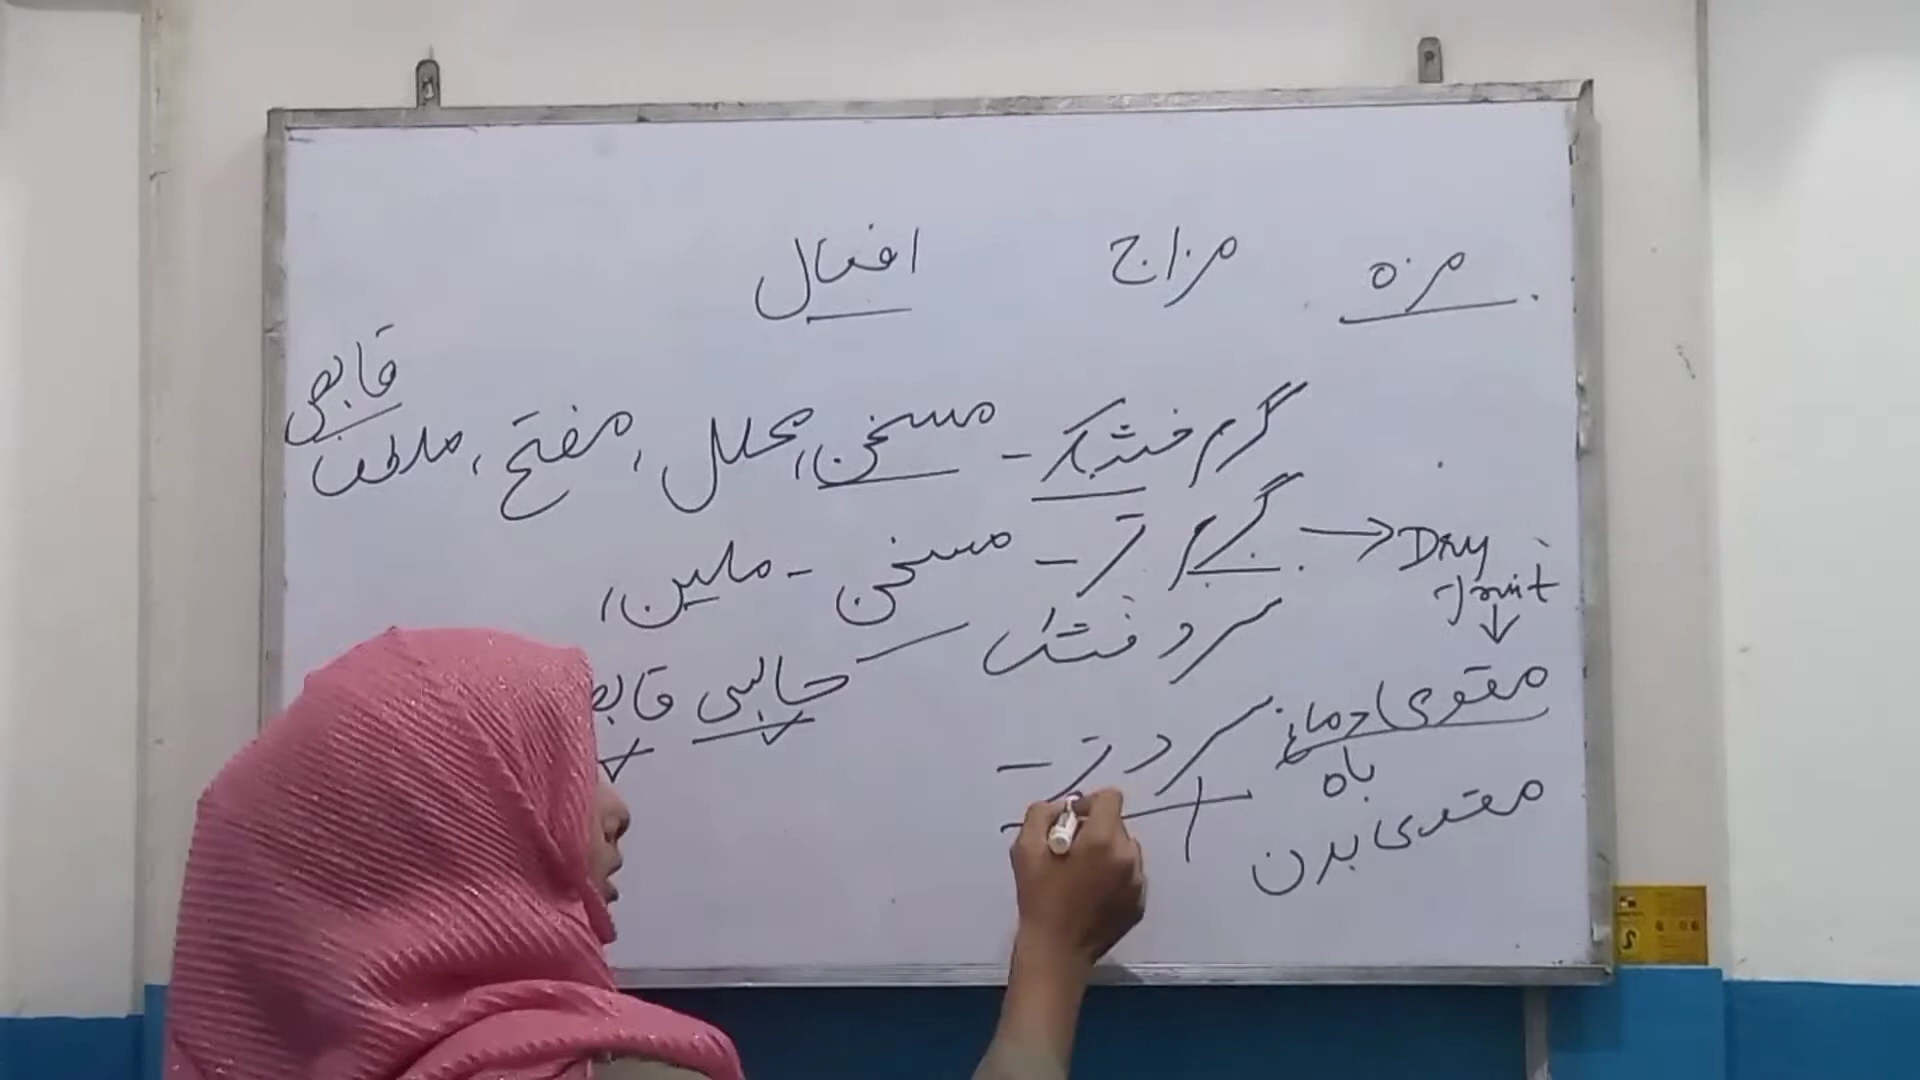 مزہ مزاج افعال
قابض
گرم خشک - مسخن، محلل، مفتح، ملطف
گرم تر - مسخن - ملین، → Dry fruit
سرد خشک
حابس قابض
سرد تر -
مقوی دماغ
باہ
مقوی بدن